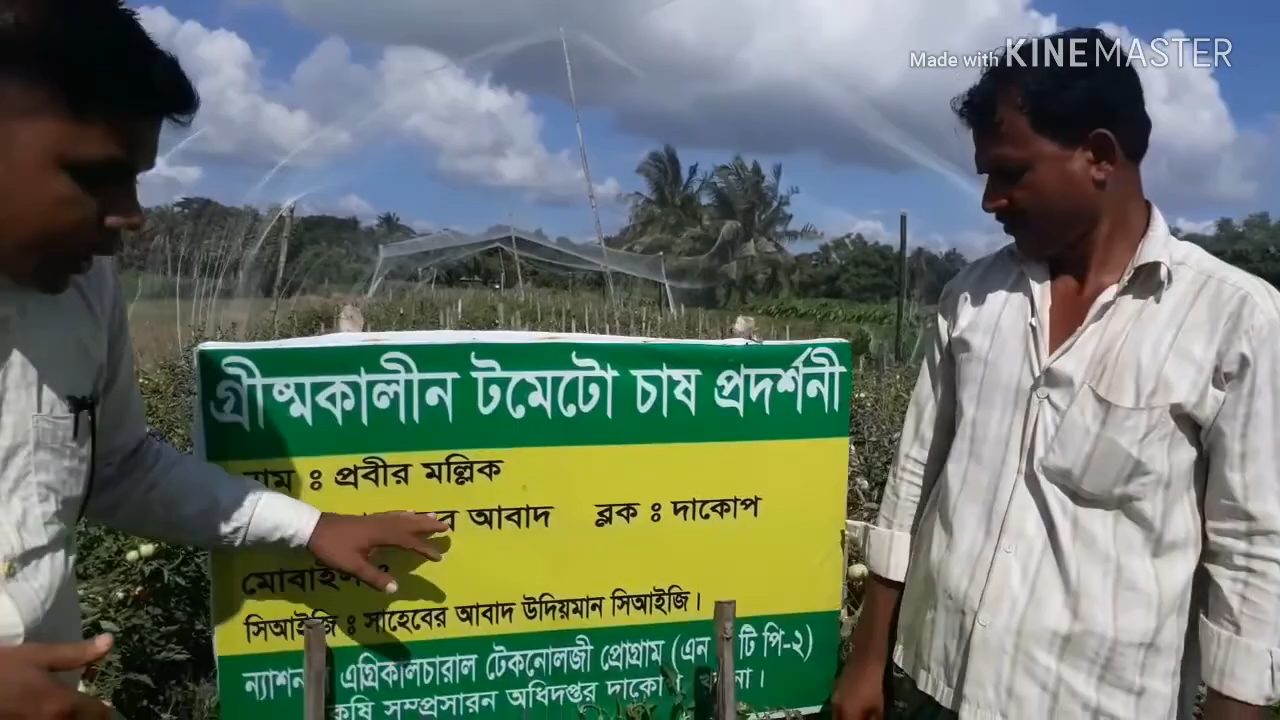 Made with KINEMASTER
গ্রীষ্মকালীন টমেটো চাষ প্রদর্শনী
নাম ঃ প্রবীর মল্লিক
আবাদ ব্লক ঃ দাকোপ
মোবাইল ঃ
সিআইজি ঃ সাহেবের আবাদ উদিয়মান সিআইজি।
এগ্রিকালচারাল টেকনোলজী প্রোগ্রাম (এন টি পি-২)
কৃষি সম্প্রসারন অধিদপ্তর